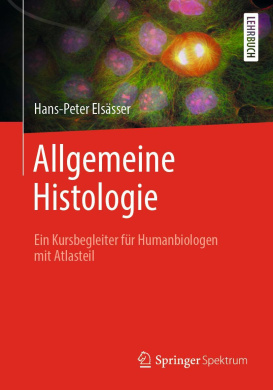 LEHRBUCH
Hans-Peter Elsässer
Allgemeine
Histologie
Ein Kursbegleiter für Humanbiologen
mit Atlasteil
Springer Spektrum